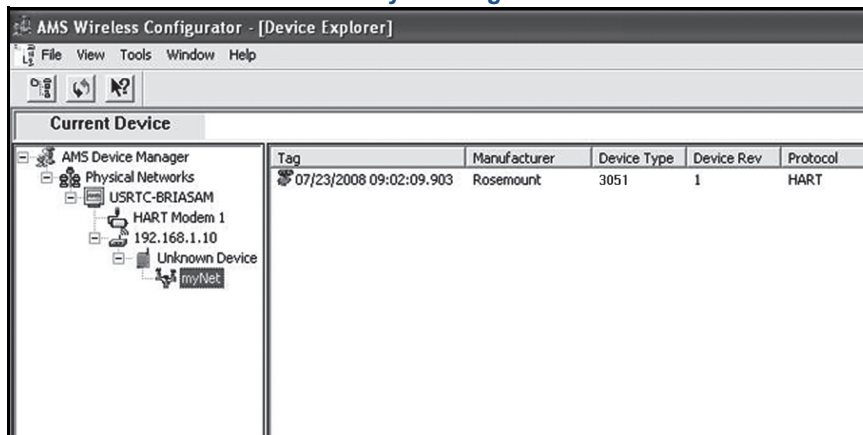 AMS Wireless Configurator - [Device Explorer]
File View Tools Window Help
Current Device
AMS Device Manager
Physical Networks
USRTC-BRIASAM
HART Modem 1
192.168.1.10
Unknown Device
myNet
Tag Manufacturer Device Type Device Rev Protocol
07/23/2008 09:02:09.903 Rosemount 3051 1 HART